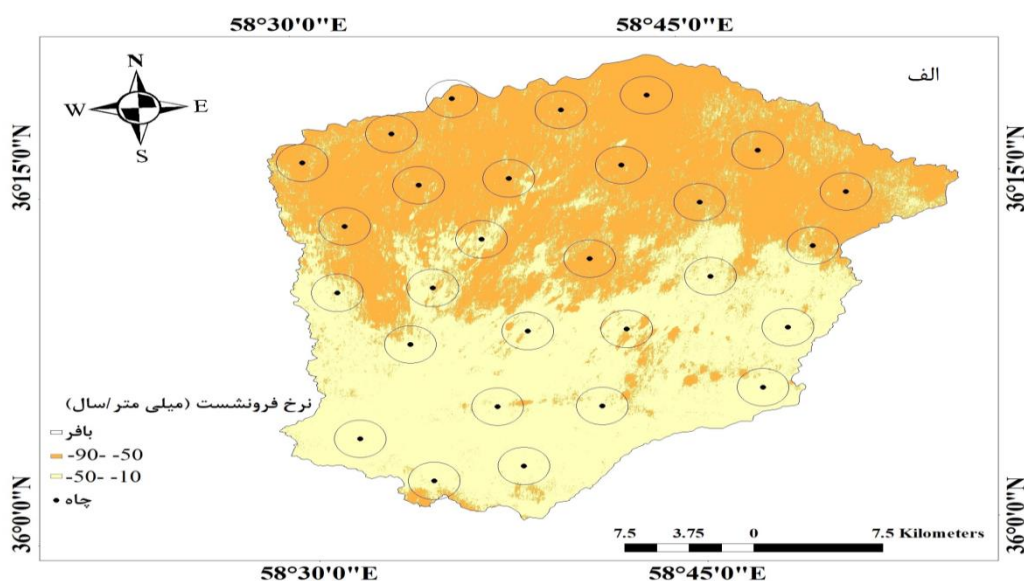 58°30'0"E
58°45'0"E
الف
N
W
E
S
36°15'0"N
36°15'0"N
نرخ فرونشست (میلی متر/سال)
بافر
-90- -50
-50- -10
چاه
36°0'0"N
36°0'0"N
7.5 3.75 0 7.5 Kilometers
58°30'0"E
58°45'0"E